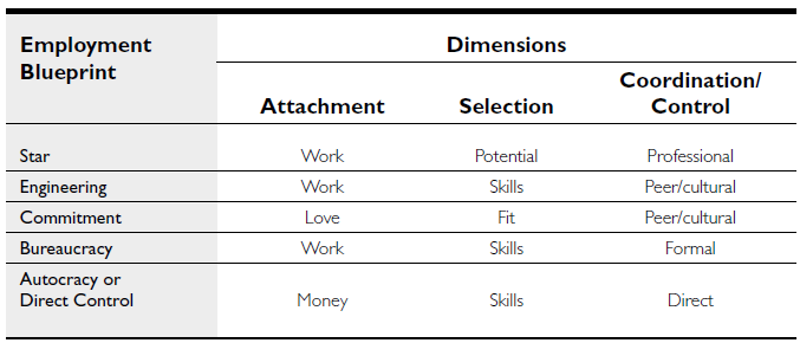 Employment Blueprint Dimensions
Attachment Selection Coordination/ Control
Star Work Potential Professional
Engineering Work Skills Peer/cultural
Commitment Love Fit Peer/cultural
Bureaucracy Work Skills Formal
Autocracy or
Direct Control Money Skills Direct